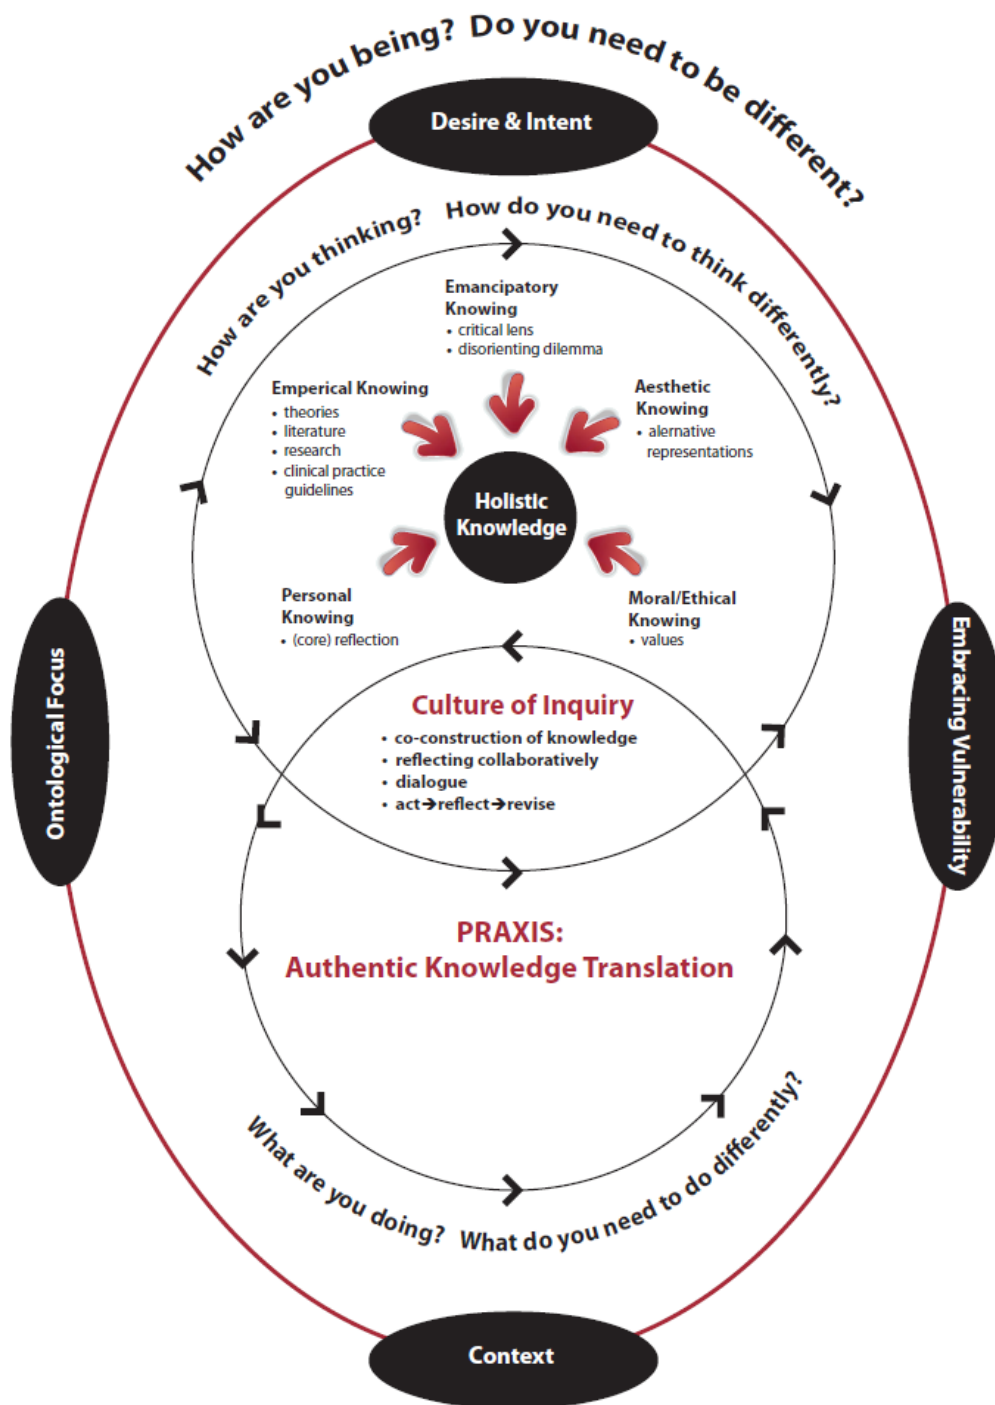 How are you being? Do you need to be different?
Desire & Intent
How are you thinking? How do you need to think differently?
Emancipatory
Knowing
• critical lens
• disorienting dilemma
Emperical Knowing
• theories
• literature
• research
• clinical practice
guidelines
Aesthetic
Knowing
• alernative
representations
Holistic
Knowledge
Personal
Knowing
• (core) reflection
Moral/Ethical
Knowing
• values
Ontological Focus
Embracing Vulnerability
Culture of Inquiry
• co-construction of knowledge
• reflecting collaboratively
• dialogue
• act→reflect→revise
PRAXIS:
Authentic Knowledge Translation
What are you doing? What do you need to do differently?
Context